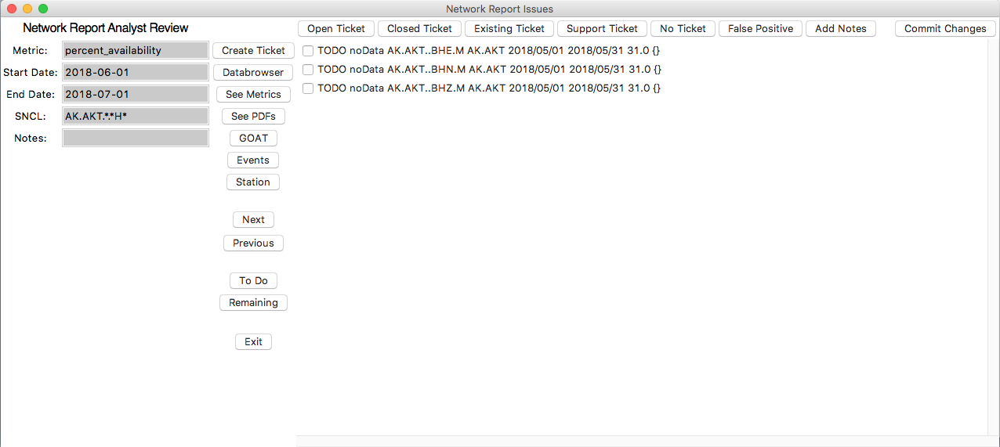 Network Report Issues
Network Report Analyst Review
Open Ticket Closed Ticket Existing Ticket Support Ticket No Ticket False Positive Add Notes Commit Changes
Metric: percent_availability Create Ticket
Start Date: 2018-06-01 Databrowser
End Date: 2018-07-01 See Metrics
SNCL: AK.AKT.*.*H* See PDFs
Notes: GOAT
Events
Station
Next
Previous
To Do
Remaining
Exit
TODO noData AK.AKT..BHE.M AK.AKT 2018/05/01 2018/05/31 31.0 {}
TODO noData AK.AKT..BHN.M AK.AKT 2018/05/01 2018/05/31 31.0 {}
TODO noData AK.AKT..BHZ.M AK.AKT 2018/05/01 2018/05/31 31.0 {}